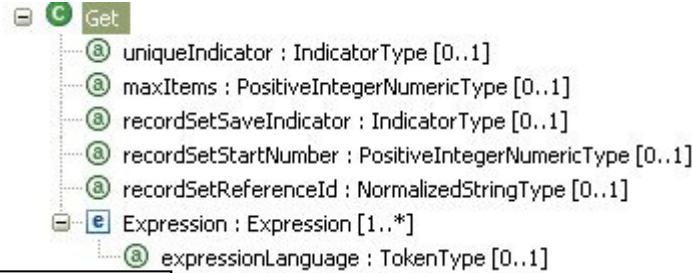 C Get
a uniqueIndicator : IndicatorType [0..1]
a maxItems : PositiveIntegerNumericType [0..1]
a recordSetSaveIndicator : IndicatorType [0..1]
a recordSetStartNumber : PositiveIntegerNumericType [0..1]
a recordSetReferenceId : NormalizedStringType [0..1]
e Expression : Expression [1..*]
a expressionLanguage : TokenType [0..1]